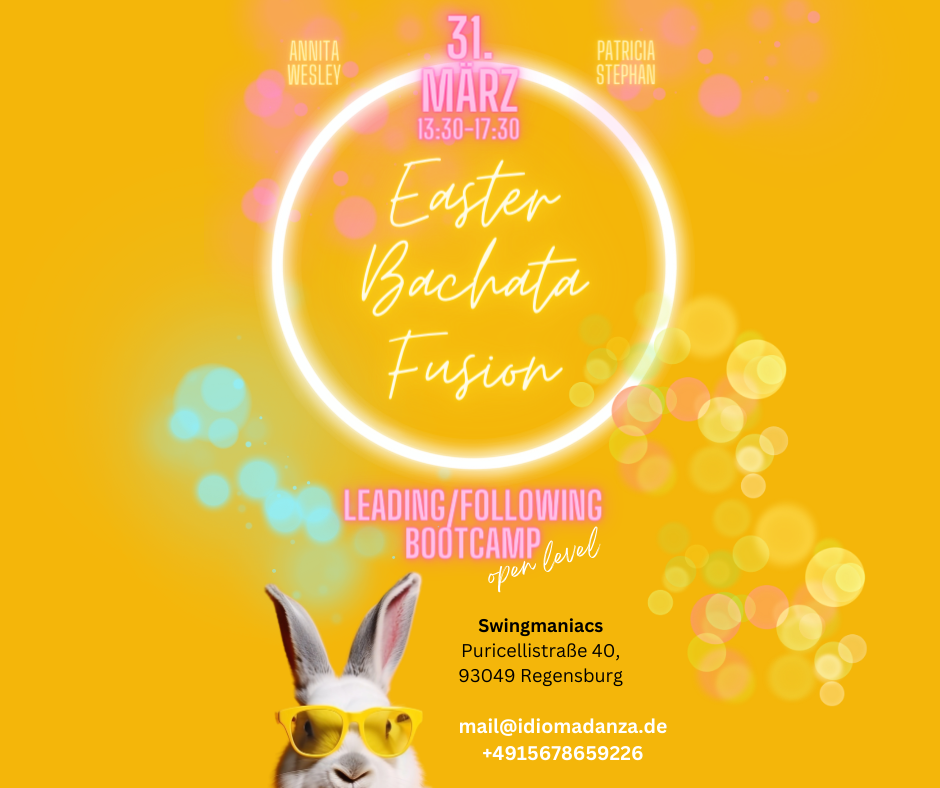 31.
MÄRZ
13:30-17:30
ANNITA
WESLEY
PATRICIA
STEPHAN
Easter
Bachata
Fusion
LEADING/FOLLOWING
BOOTCAMP
open level
Swingmaniacs
Puricellistraße 40,
93049 Regensburg
mail@idiomadanza.de
+4915678659226